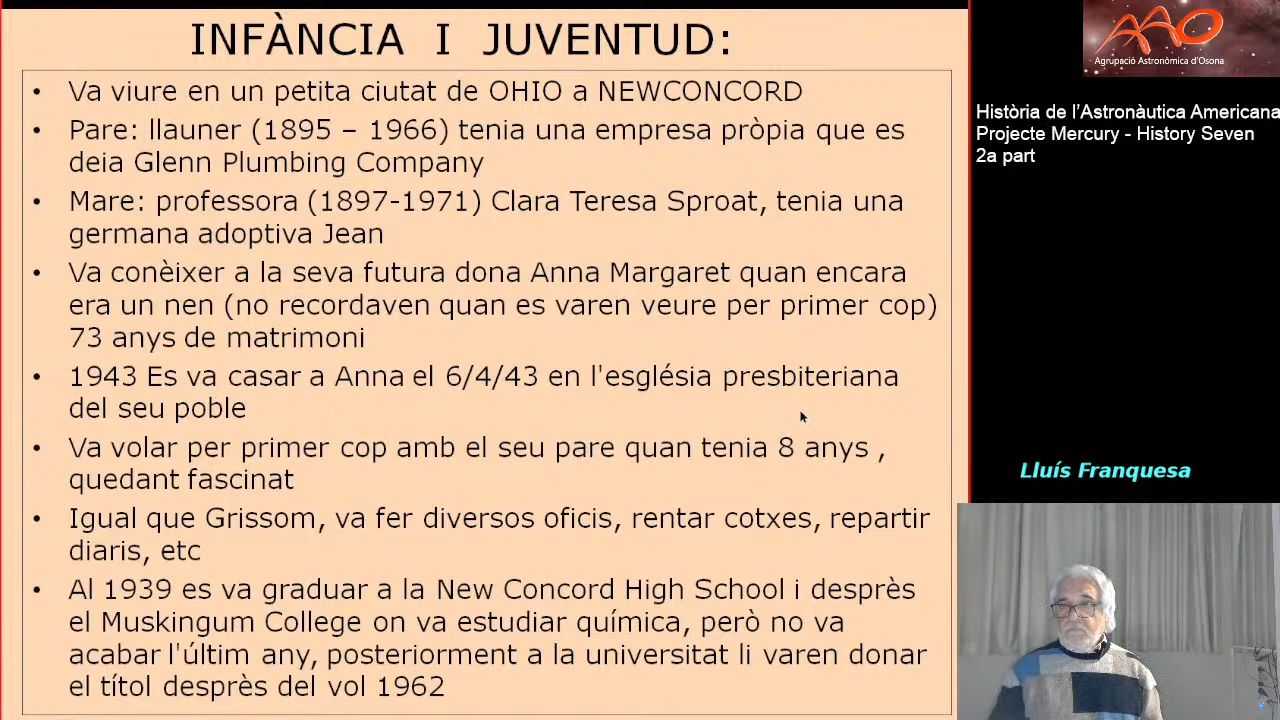 INFÀNCIA I JUVENTUD:
• Va viure en un petita ciutat de OHIO a NEWCONCORD
• Pare: llauner (1895 – 1966) tenia una empresa pròpia que es
deia Glenn Plumbing Company
• Mare: professora (1897-1971) Clara Teresa Sproat, tenia una
germana adoptiva Jean
• Va conèixer a la seva futura dona Anna Margaret quan encara
era un nen (no recordaven quan es varen veure per primer cop)
73 anys de matrimoni
• 1943 Es va casar a Anna el 6/4/43 en l'església presbiteriana
del seu poble
• Va volar per primer cop amb el seu pare quan tenia 8 anys ,
quedant fascinat
• Igual que Grissom, va fer diversos oficis, rentar cotxes, repartir
diaris, etc
• Al 1939 es va graduar a la New Concord High School i desprès
el Muskingum College on va estudiar química, però no va
acabar l'últim any, posteriorment a la universitat li varen donar
el títol desprès del vol 1962
AAO
Agrupació Astronòmica d'Osona
Història de l'Astronàutica Americana
Projecte Mercury - History Seven
2a part
Lluís Franquesa